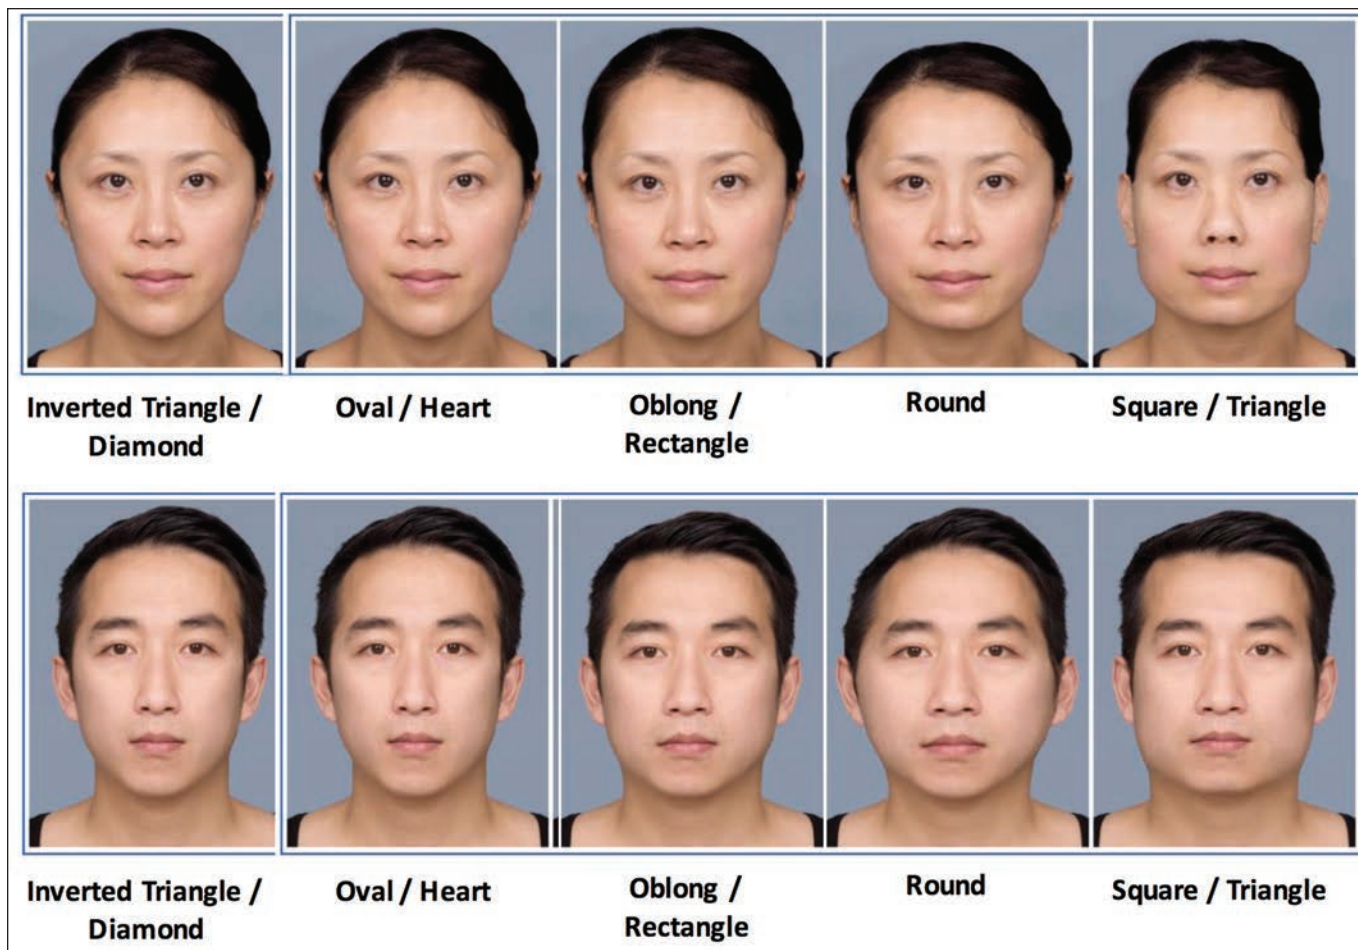 Inverted Triangle /
Diamond
Oval / Heart
Oblong /
Rectangle
Round
Square / Triangle
Inverted Triangle /
Diamond
Oval / Heart
Oblong /
Rectangle
Round
Square / Triangle